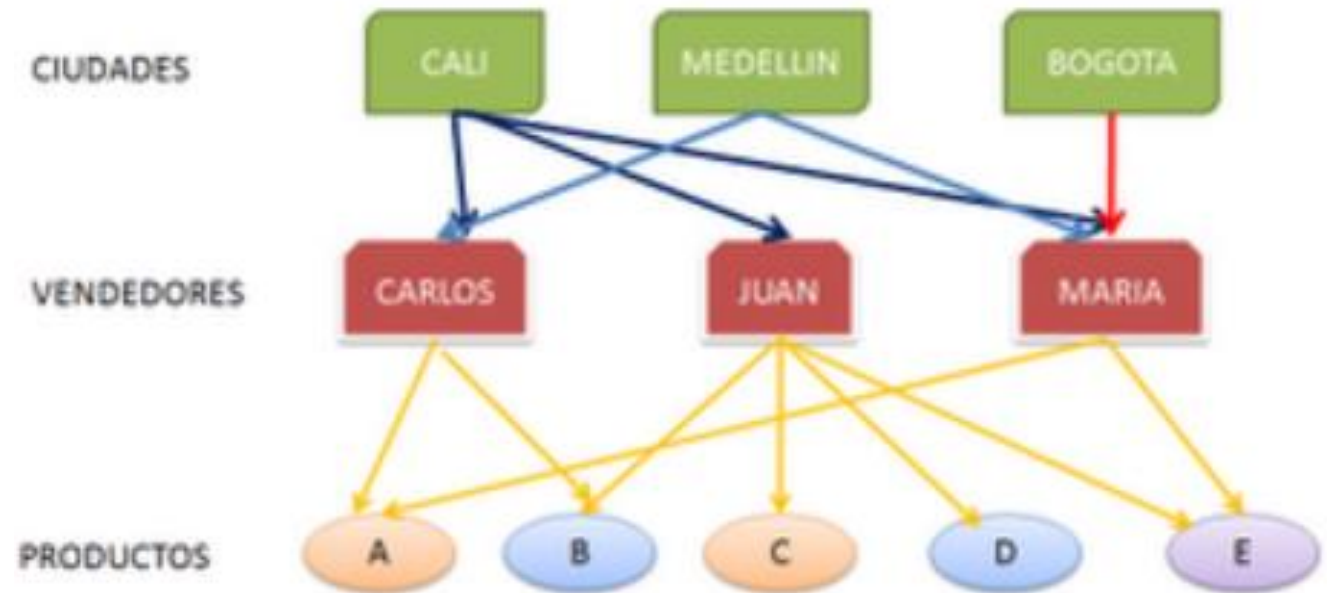 CIUDADES
CALI
MEDELLIN
BOGOTA
VENDEDORES
CARLOS
JUAN
MARIA
PRODUCTOS
A
B
C
D
E